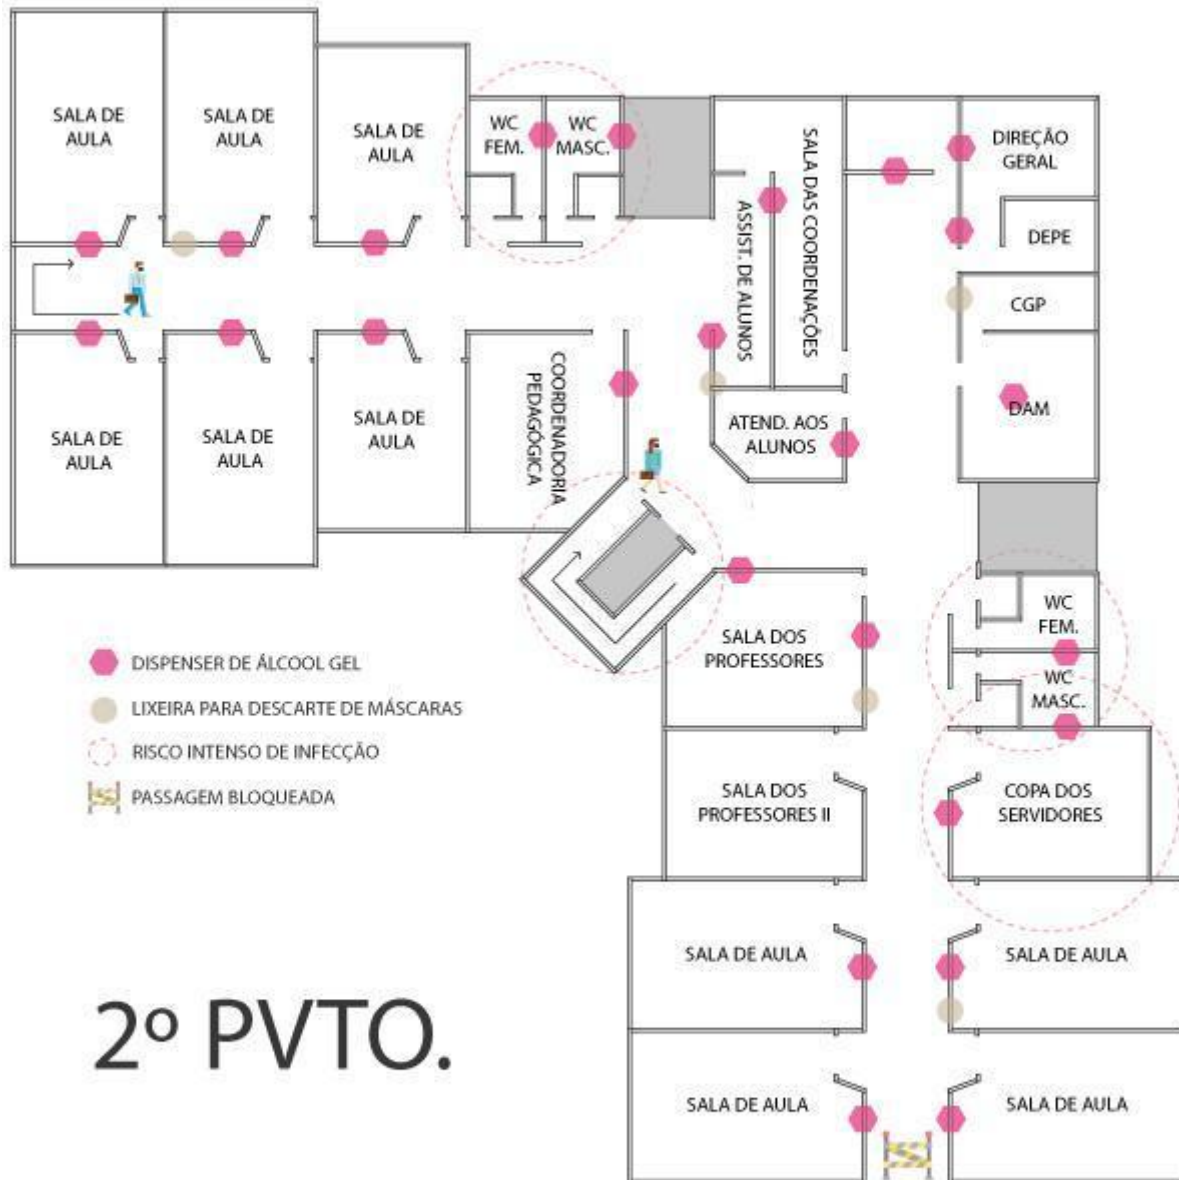 SALA DE
AULA
SALA DE
AULA
SALA DE
AULA
WC
FEM.
WC
MASC.
SALA DAS COORDENAÇÕES
ASSIST. DE ALUNOS
DIREÇÃO
GERAL
DEPE
CGP
DAM
SALA DE
AULA
SALA DE
AULA
SALA DE
AULA
COORDENADORIA
PEDAGÓGICA
ATEND. AOS
ALUNOS
WC
FEM.
WC
MASC.
SALA DOS
PROFESSORES
DISPENSER DE ÁLCOOL GEL
LIXEIRA PARA DESCARTE DE MÁSCARAS
RISCO INTENSO DE INFECÇÃO
PASSAGEM BLOQUEADA
SALA DOS
PROFESSORES II
COPA DOS
SERVIDORES
SALA DE AULA
SALA DE AULA
2º PVTO.
SALA DE AULA
SALA DE AULA